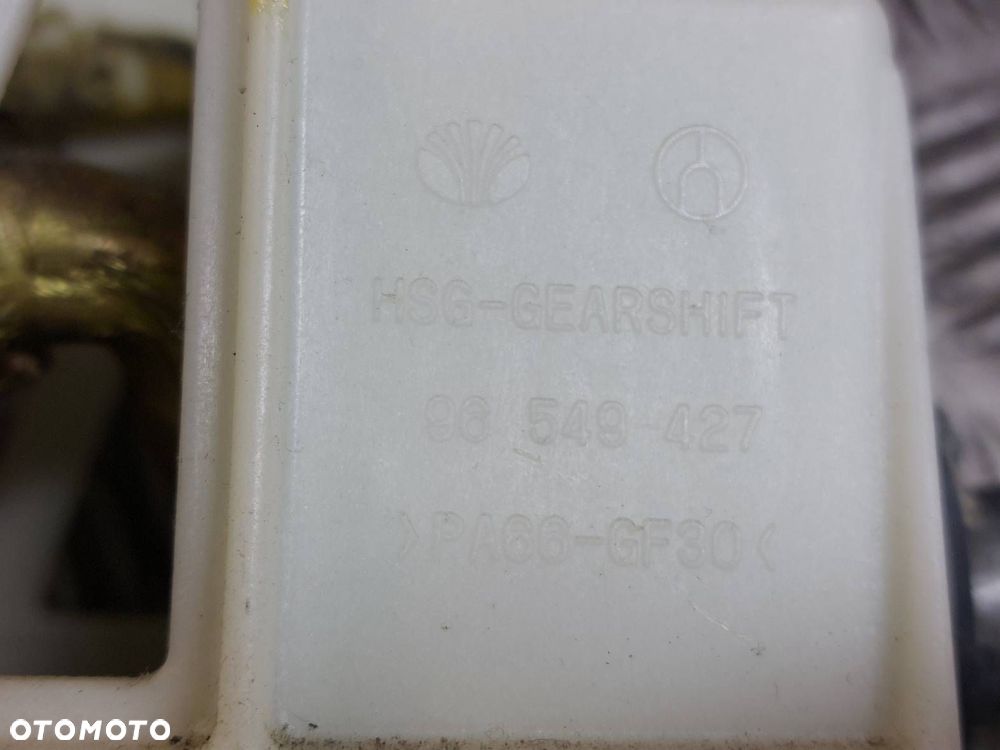 HSG-GEARSHIFT
96 549 427
>PA66-GF30<
OTOMOTO